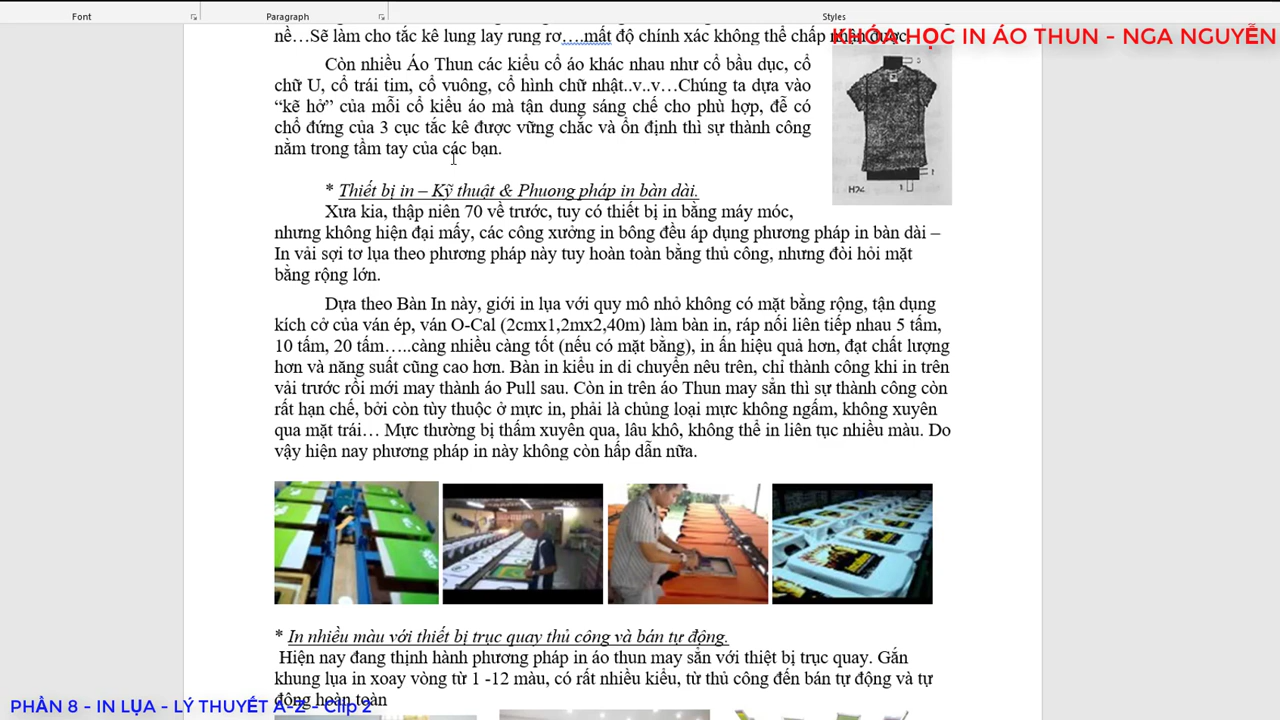 Font
Paragraph
Styles
KHÓA HỌC IN ÁO THUN - NGA NGUYỄN
nề…Sẽ làm cho tắc kê lung lay rung rơ….mất độ chính xác không thể chấp nhận được
Còn nhiều Áo Thun các kiểu cổ áo khác nhau như cổ bầu dục, cổ
chữ U, cổ trái tim, cổ vuông, cổ hình chữ nhật..v..v…Chúng ta dựa vào
“kẽ hở” của mỗi cổ kiểu áo mà tận dung sáng chế cho phù hợp, để có
chổ đứng của 3 cục tắc kê được vững chắc và ổn định thì sự thành công
nằm trong tầm tay của các bạn.
H24
1
* Thiết bị in – Kỹ thuật & Phuong pháp in bàn dài.
Xưa kia, thập niên 70 về trước, tuy có thiết bị in bằng máy móc,
nhưng không hiện đại mấy, các công xưởng in bông đều áp dụng phương pháp in bàn dài –
In vải sợi tơ lụa theo phương pháp này tuy hoàn toàn bằng thủ công, nhưng đòi hỏi mặt
bằng rộng lớn.
Dựa theo Bàn In này, giới in lụa với quy mô nhỏ không có mặt bằng rộng, tận dụng
kích cở của ván ép, ván O-Cal (2cmx1,2mx2,40m) làm bàn in, ráp nối liên tiếp nhau 5 tấm,
10 tấm, 20 tấm…..càng nhiều càng tốt (nếu có mặt bằng), in ấn hiệu quả hơn, đạt chất lượng
hơn và năng suất cũng cao hơn. Bàn in kiểu in di chuyển nêu trên, chỉ thành công khi in trên
vải trước rồi mới may thành áo Pull sau. Còn in trên áo Thun may sẳn thì sự thành công còn
rất hạn chế, bởi còn tùy thuộc ở mực in, phải là chủng loại mực không ngấm, không xuyên
qua mặt trái… Mực thường bị thấm xuyên qua, lâu khô, không thể in liên tục nhiều màu. Do
vậy hiện nay phương pháp in này không còn hấp dẫn nữa.
* In nhiều màu với thiết bị trục quay thủ công và bán tự động.
Hiện nay đang thịnh hành phương pháp in áo thun may sẳn với thiệt bị trục quay. Gắn
khung lụa in xoay vòng từ 1 -12 màu, có rất nhiều kiểu, từ thủ công đến bán tự động và tự
động hoàn toàn
PHẦN 8 - IN LỤA - LÝ THUYẾT A-Z - Clip 2